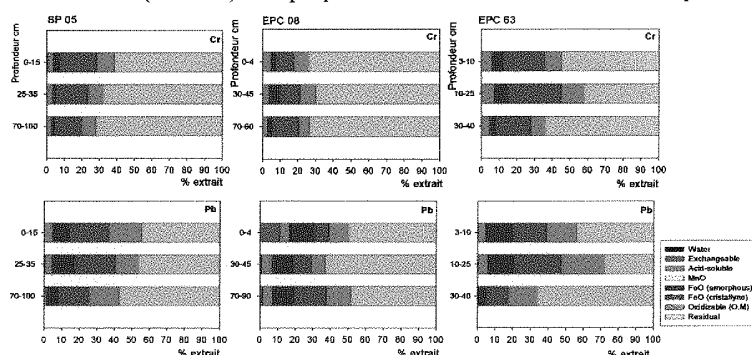 SP 05
EPC 08
EPC 63
Profondeur cm
Cr
0-15
25-35
70-100
0 10 20 30 40 50 60 70 80 90 100
% extrait
Profondeur cm
Cr
0-4
30-45
0 10 20 30 40 50 60 70 80 90 100
% extrait
Profondeur cm
Cr
3-10
10-25
30-40
0 10 20 30 40 50 60 70 80 90 100
% extrait
Pb
0-15
25-35
70-100
0 10 20 30 40 50 60 70 80 90 100
% extrait
Pb
0-4
30-45
70-90
0 10 20 30 40 50 60 70 80 90 100
% extrait
Pb
3-10
10-25
30-40
0 10 20 30 40 50 60 70 80 90 100
% extrait
Water
Exchangeable
Acid-soluble
MnO
FeO (amorphous)
Oxidizable (O.M)
Residual